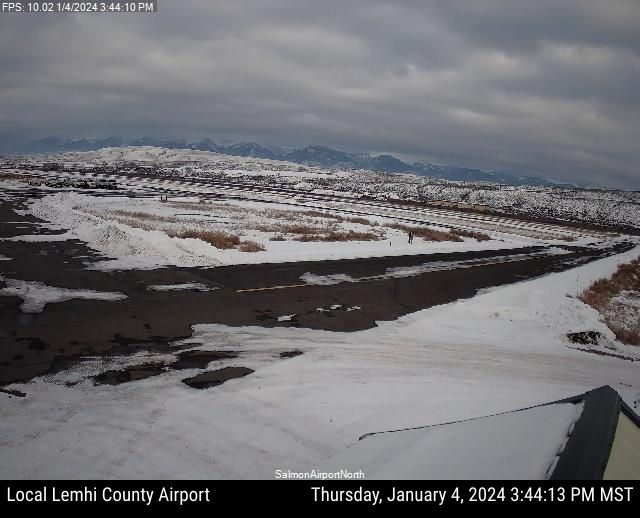 FPS: 10.02 1/4/2024 3:44:10 PM
SalmonAirportNorth
Local Lemhi County Airport Thursday, January 4, 2024 3:44:13 PM MST